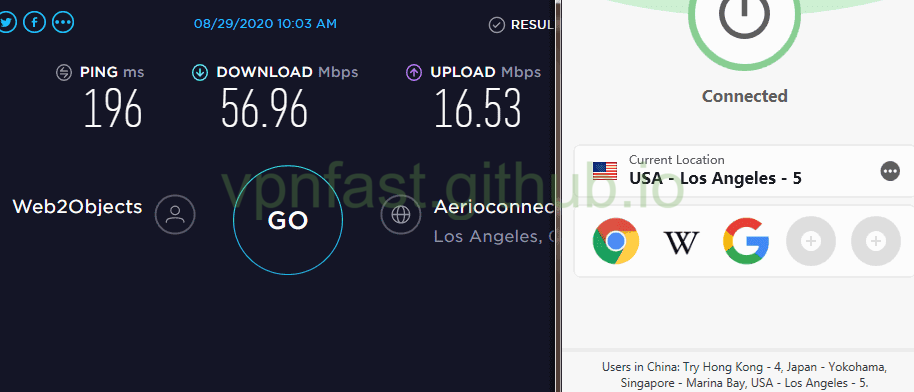 08/29/2020 10:03 AM
RESUL
PING ms
DOWNLOAD Mbps
UPLOAD Mbps
196
56.96
16.53
Web2Objects
GO
Aerioconnec
Los Angeles, C
Connected
Current Location
USA - Los Angeles - 5
W
Users in China: Try Hong Kong - 4, Japan - Yokohama,
Singapore - Marina Bay, USA - Los Angeles - 5.
vpnfast.github.io